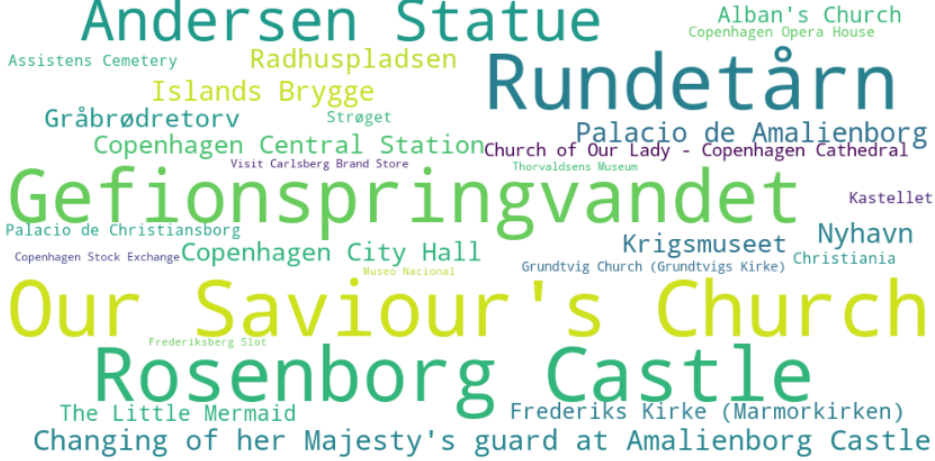 Andersen Statue
Alban's Church
Copenhagen Opera House
Assistens Cemetery
Radhuspladsen
Rundetårn
Islands Brygge
Gråbrødretorv
Strøget
Palacio de Amalienborg
Copenhagen Central Station
Church of Our Lady - Copenhagen Cathedral
Visit Carlsberg Brand Store
Thorvaldsens Museum
Gefionspringvandet
Kastellet
Palacio de Christiansborg
Nyhavn
Copenhagen City Hall
Krigsmuseet
Copenhagen Stock Exchange
Christiania
Grundtvig Church (Grundtvigs Kirke)
Museo Nacional
Our Saviour's Church
Frederiksberg Slot
Rosenborg Castle
The Little Mermaid
Frederiks Kirke (Marmorkirken)
Changing of her Majesty's guard at Amalienborg Castle